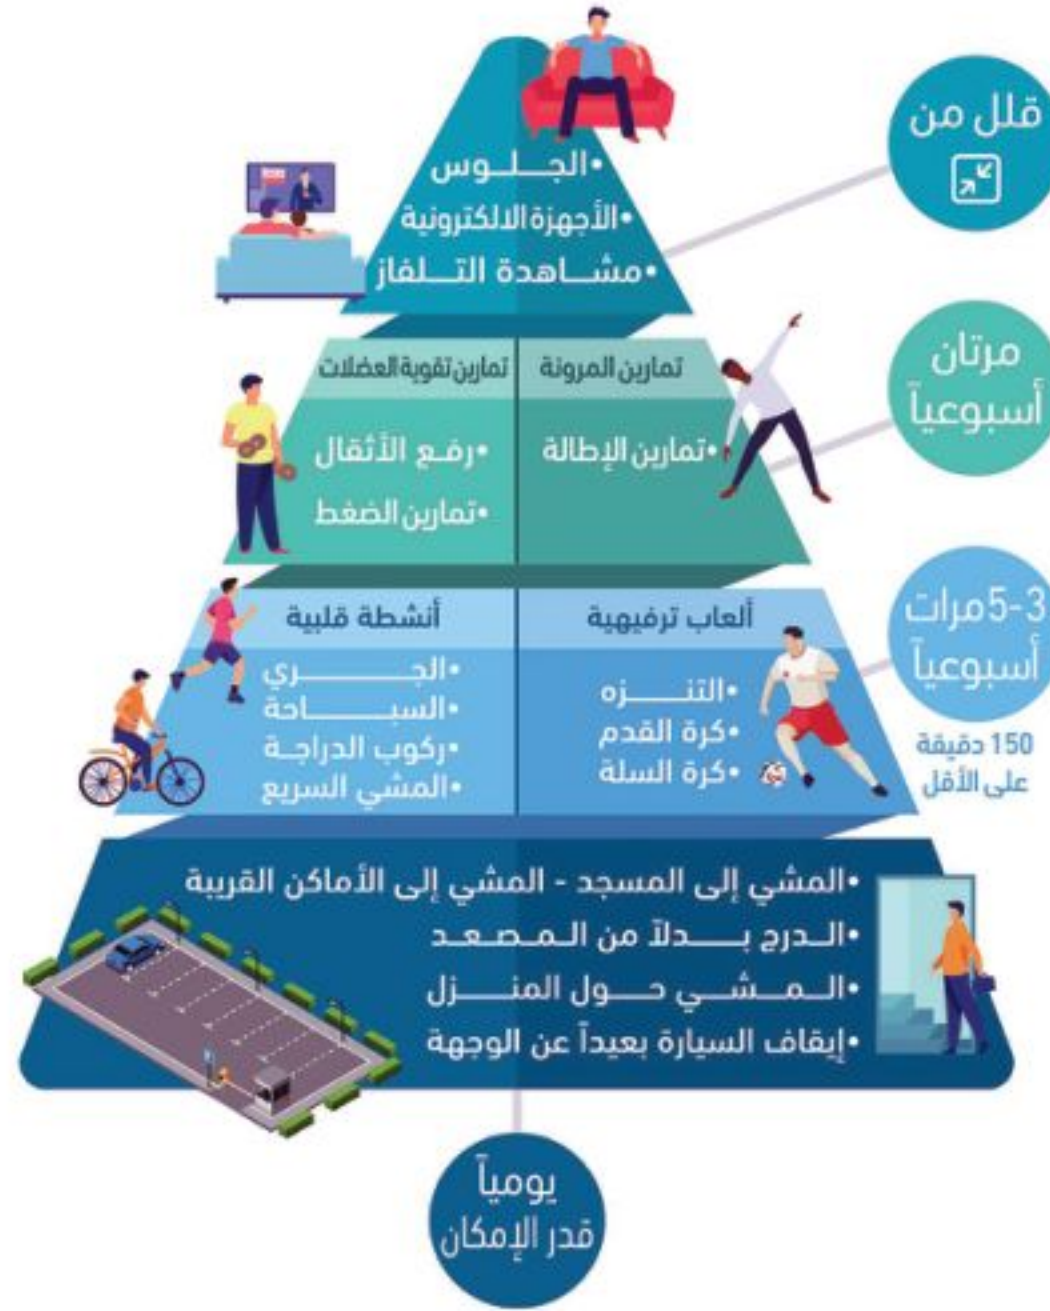 قلل من
•الجلوس
•الأجهزة الالكترونية
•مشاهدة التلفاز
مرتان
أسبوعياً
تمارين المرونة
•تمارين الإطالة
تمارين تقوية العضلات
•رفع الأثقال
•تمارين الضغط
3-5 مرات
أسبوعياً
150 دقيقة
على الأقل
ألعاب ترفيهية
•التنزه
•كرة القدم
•كرة السلة
أنشطة قلبية
•الجري
•السباحة
•ركوب الدراجة
•المشي السريع
•المشي إلى المسجد - المشي إلى الأماكن القريبة
•الدرج بدلاً من المصعد
•المشي حول المنزل
•إيقاف السيارة بعيداً عن الوجهة
يومياً
قدر الإمكان